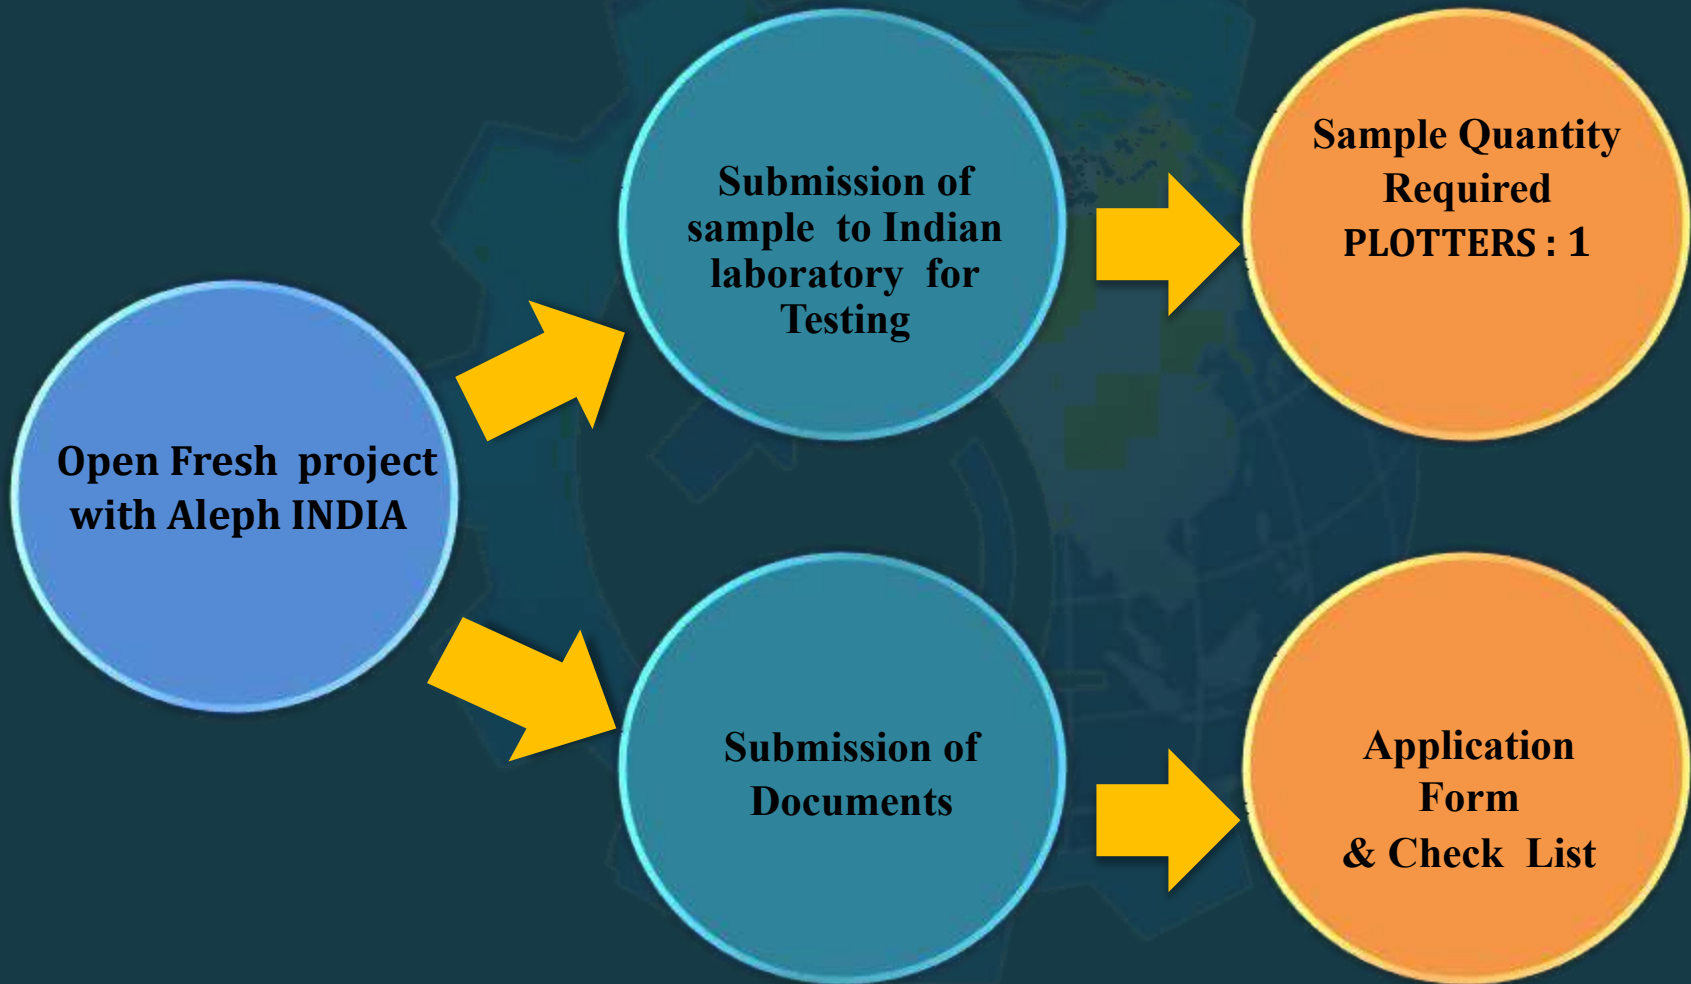 Open Fresh project
with Aleph INDIA
Submission of
sample to Indian
laboratory for
Testing
Sample Quantity
Required
PLOTTERS : 1
Submission of
Documents
Application
Form
& Check List